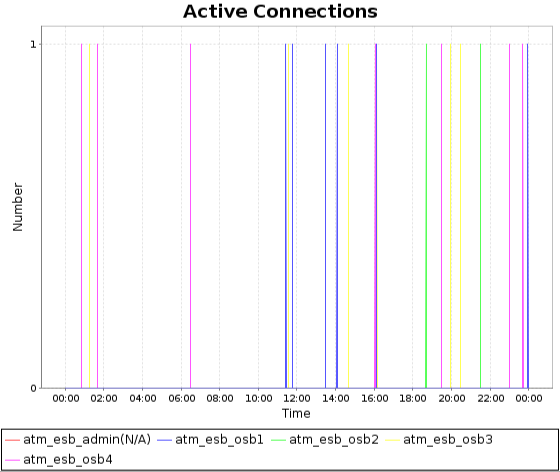 Active Connections
1
Number
0
00:00 02:00 04:00 06:00 08:00 10:00 12:00 14:00 16:00 18:00 20:00 22:00 00:00
Time
atm_esb_admin(N/A) atm_esb_osb1 atm_esb_osb2 atm_esb_osb3
atm_esb_osb4